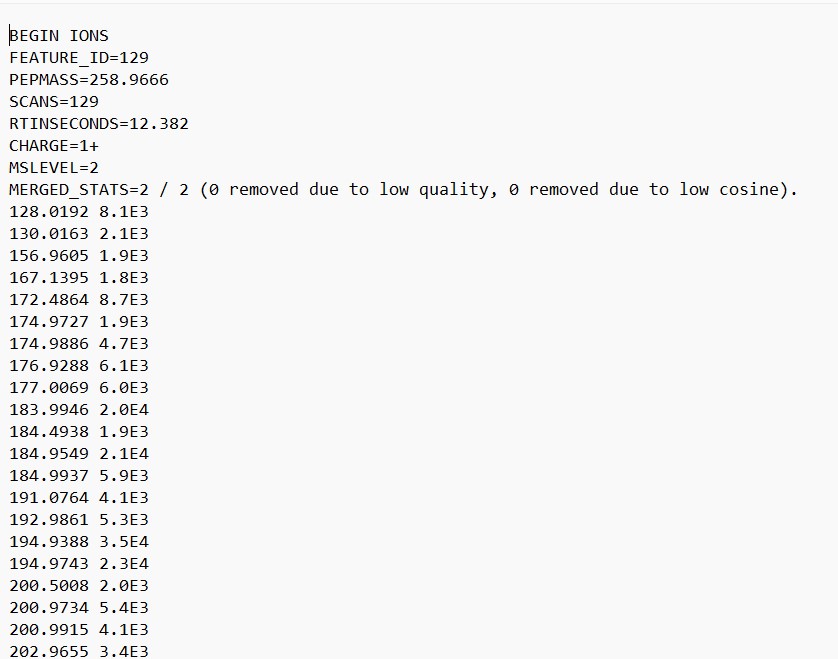 BEGIN IONS
FEATURE_ID=129
PEPMASS=258.9666
SCANS=129
RTINSECONDS=12.382
CHARGE=1+
MSLEVEL=2
MERGED_STATS=2 / 2 (0 removed due to low quality, 0 removed due to low cosine).
128.0192 8.1E3
130.0163 2.1E3
156.9605 1.9E3
167.1395 1.8E3
172.4864 8.7E3
174.9727 1.9E3
174.9886 4.7E3
176.9288 6.1E3
177.0069 6.0E3
183.9946 2.0E4
184.4938 1.9E3
184.9549 2.1E4
184.9937 5.9E3
191.0764 4.1E3
192.9861 5.3E3
194.9388 3.5E4
194.9743 2.3E4
200.5008 2.0E3
200.9734 5.4E3
200.9915 4.1E3
202.9655 3.4E3